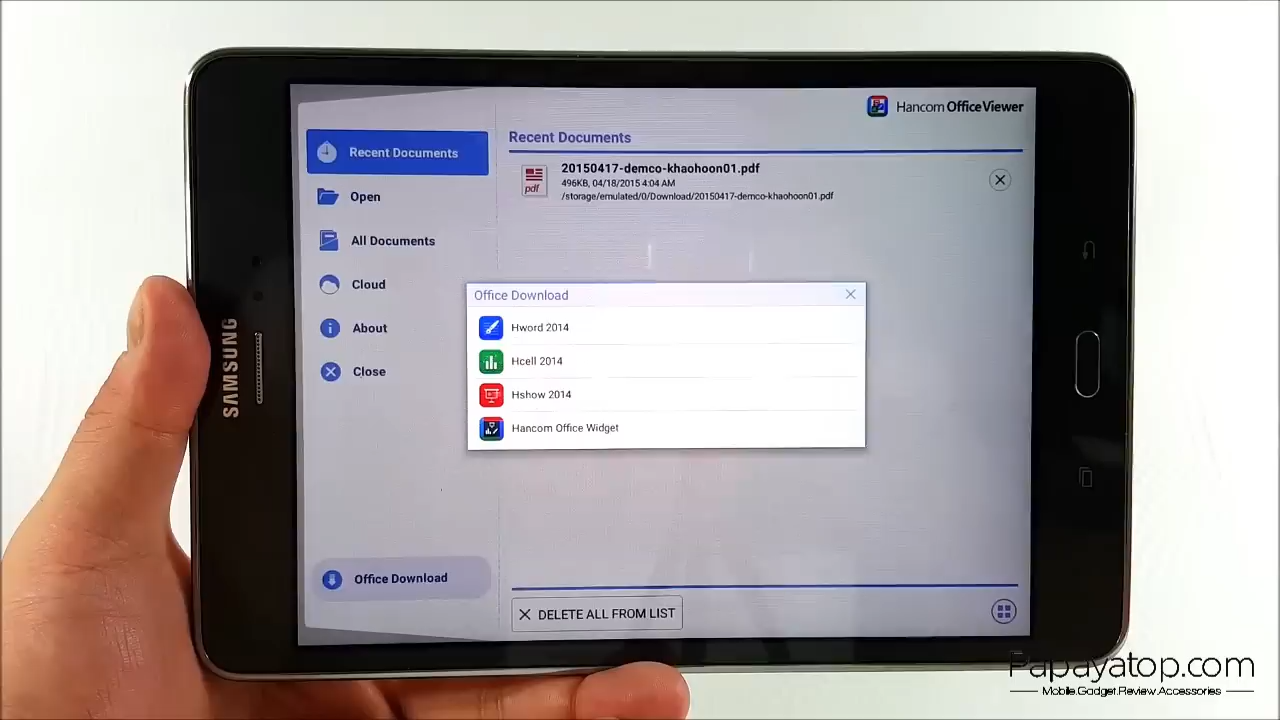 SAMSUNG
Hancom OfficeViewer
Recent Documents
Open
All Documents
Cloud
About
Close
Office Download
Recent Documents
pdf
20150417-demco-khaohoon01.pdf
496KB, 04/18/2015 4:04 AM
/storage/emulated/0/Download/20150417-demco-khaohoon01.pdf
Office Download
Hword 2014
Hcell 2014
Hshow 2014
Hancom Office Widget
DELETE ALL FROM LIST
Papayatop.com
Mobile.Gadget.Review.Accessories